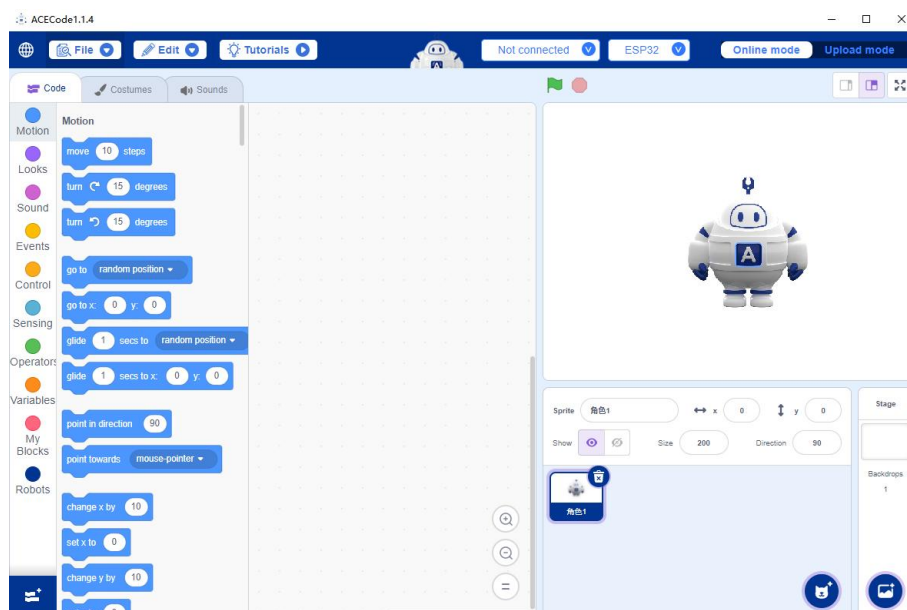 ACECode1.1.4
File Edit Tutorials Not connected ESP32 Online mode Upload mode
Code Costumes Sounds
Motion
Looks
Sound
Events
Control
Sensing
Operators
Variables
My
Blocks
Robots
Motion
move 10 steps
turn 15 degrees
turn 15 degrees
go to random position
go to x: 0 y: 0
glide 1 secs to random position
glide 1 secs to x: 0 y: 0
point in direction 90
point towards mouse-pointer
change x by 10
set x to 0
change y by 10
A
A
Sprite 角色1 x 0 y 0
Show Size 200 Direction 90
角色1
Stage
Backdrops
1